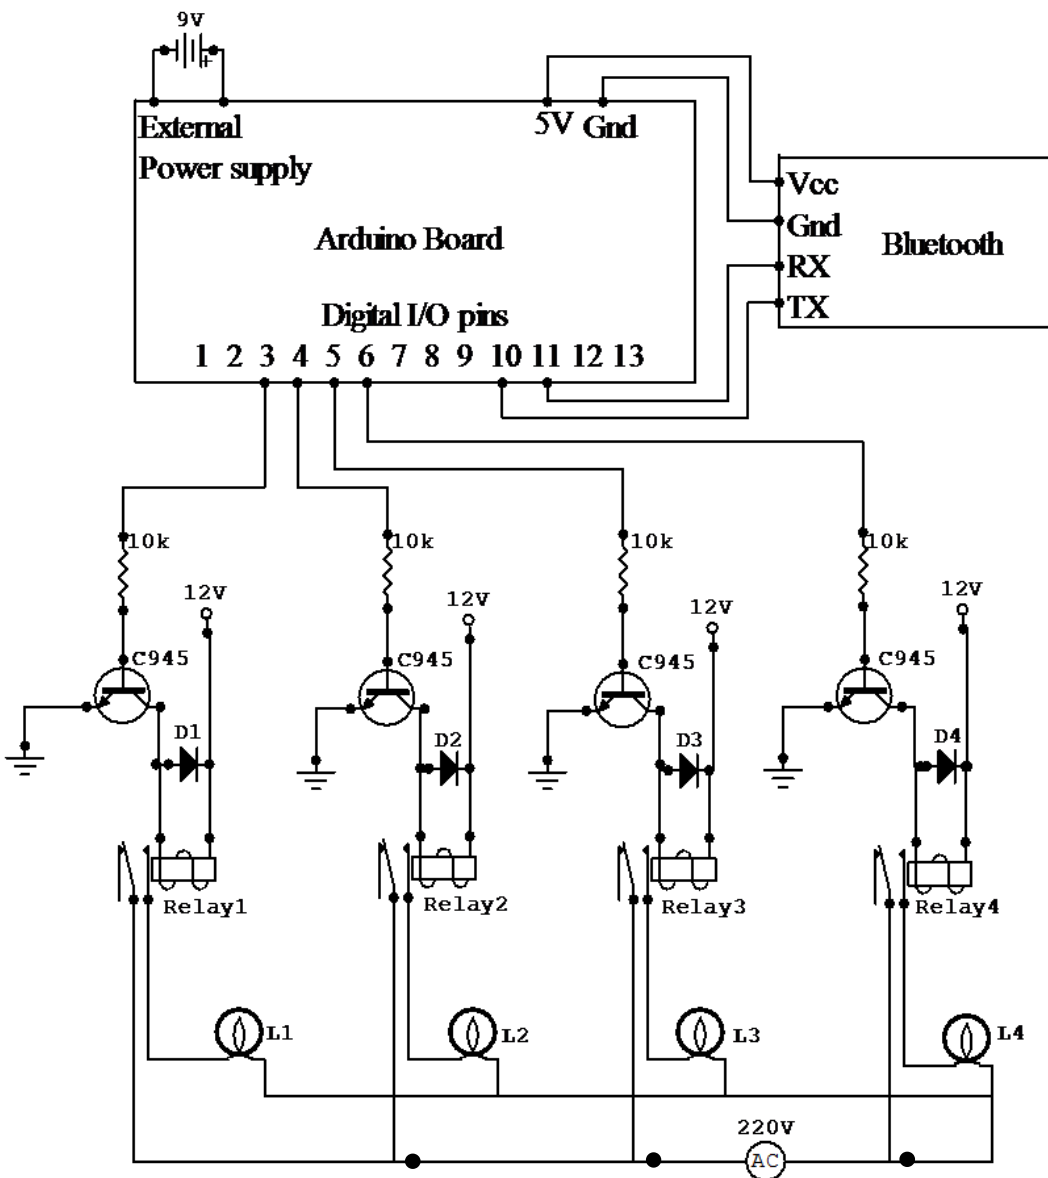 9V
+
External
Power supply
5V Gnd
Vcc
Gnd
RX
TX
Bluetooth
Arduino Board
Digital I/O pins
1 2 3 4 5 6 7 8 9 10 11 12 13
10k
10k
10k
10k
12V
12V
12V
12V
C945
C945
C945
C945
D1
D2
D3
D4
Relay1
Relay2
Relay3
Relay4
L1
L2
L3
L4
220V
AC